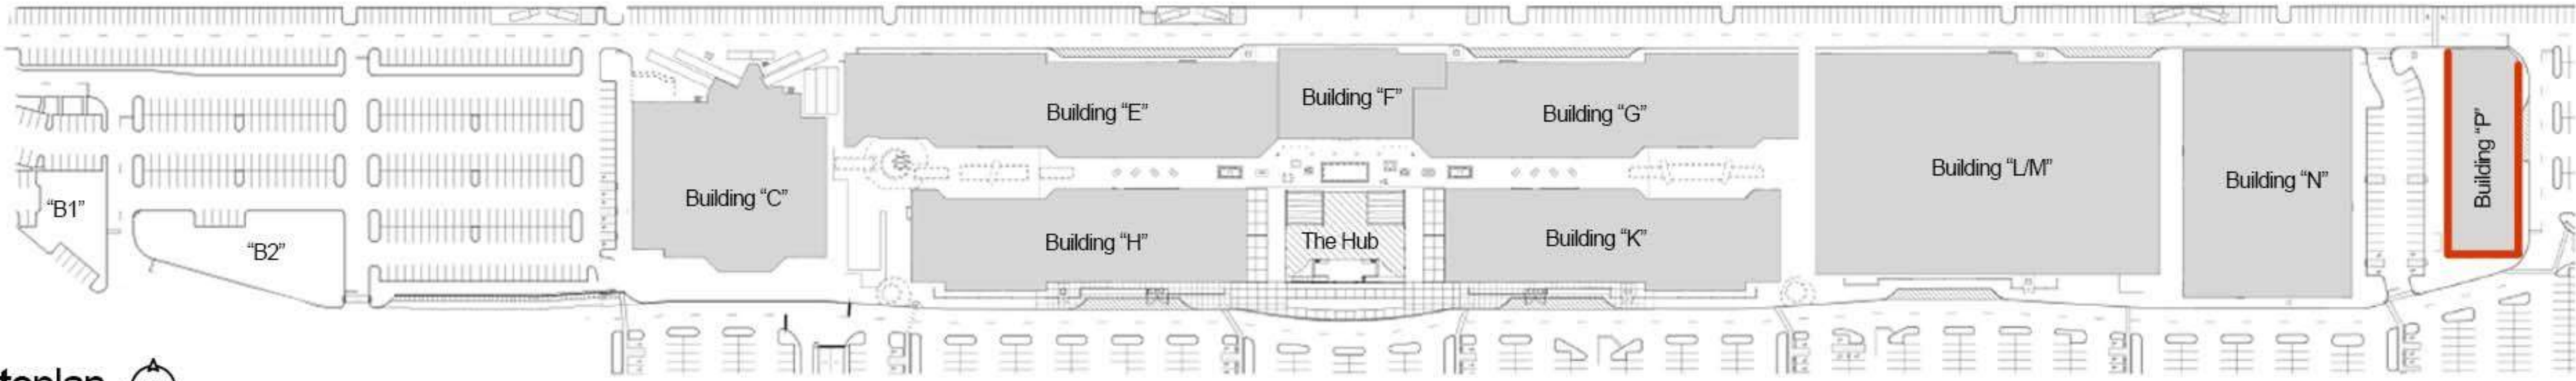 Building “E”
Building “F”
Building “G”
Building “P”
Building “L/M”
Building “N”
Building “C”
“B1”
“B2”
Building “H”
The Hub
Building “K”